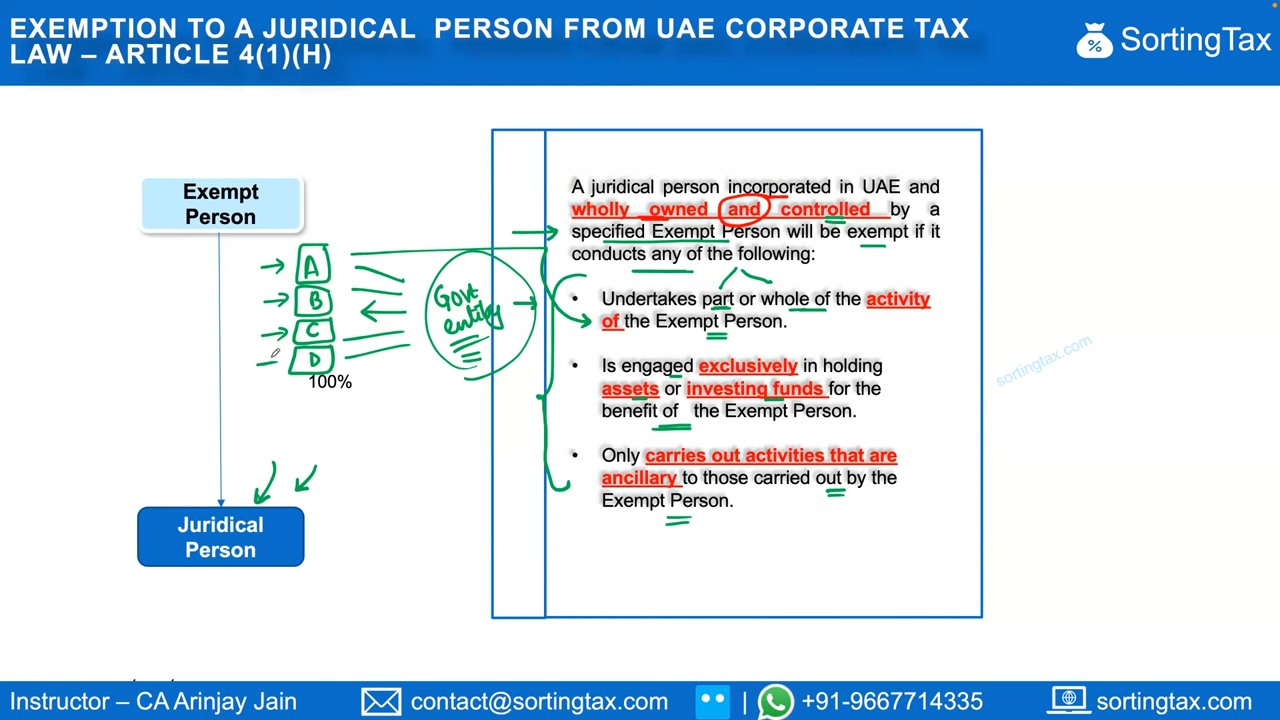 EXEMPTION TO A JURIDICAL PERSON FROM UAE CORPORATE TAX
LAW – ARTICLE 4(1)(H)
SortingTax
Exempt
Person
A
B
C
D
100%
Govt
entity
Juridical
Person
A juridical person incorporated in UAE and
wholly owned and controlled by a
specified Exempt Person will be exempt if it
conducts any of the following:
• Undertakes part or whole of the activity
of the Exempt Person.
• Is engaged exclusively in holding
assets or investing funds for the
benefit of the Exempt Person.
• Only carries out activities that are
ancillary to those carried out by the
Exempt Person.
sortingtax.com
Instructor – CA Arinjay Jain
contact@sortingtax.com
+91-9667714335
sortingtax.com